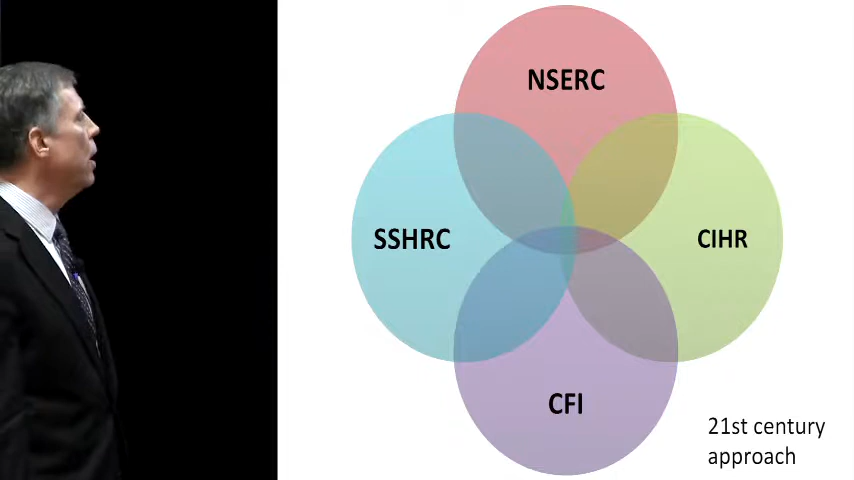 NSERC
SSHRC
CIHR
CFI
21st century
approach